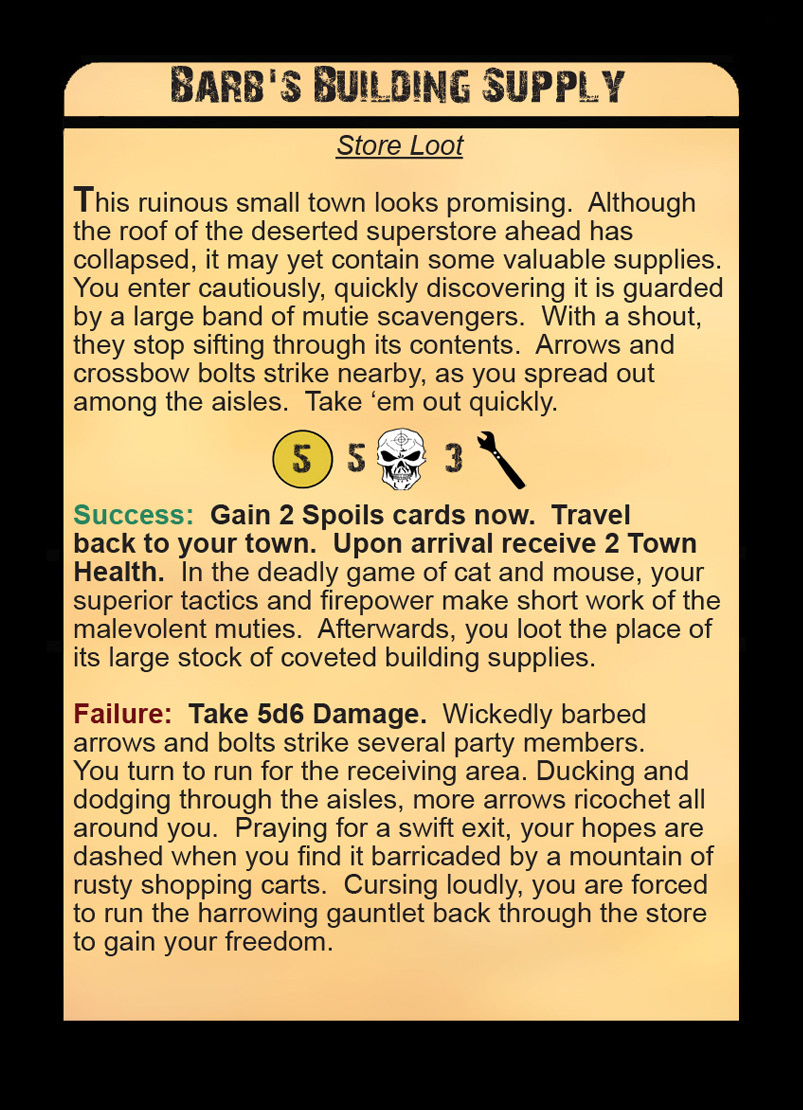 Barb's Building Supply
Store Loot
This ruinous small town looks promising.  Although
the roof of the deserted superstore ahead has
collapsed, it may yet contain some valuable supplies.
You enter cautiously, quickly discovering it is guarded
by a large band of mutie scavengers.  With a shout,
they stop sifting through its contents.  Arrows and
crossbow bolts strike nearby, as you spread out
among the aisles.  Take ‘em out quickly.
5 5 3
Success:  Gain 2 Spoils cards now.  Travel
back to your town.  Upon arrival receive 2 Town
Health.  In the deadly game of cat and mouse, your
superior tactics and firepower make short work of the
malevolent muties.  Afterwards, you loot the place of
its large stock of coveted building supplies.
Failure:  Take 5d6 Damage.  Wickedly barbed
arrows and bolts strike several party members.
You turn to run for the receiving area. Ducking and
dodging through the aisles, more arrows ricochet all
around you.  Praying for a swift exit, your hopes are
dashed when you find it barricaded by a mountain of
rusty shopping carts.  Cursing loudly, you are forced
to run the harrowing gauntlet back through the store
to gain your freedom.